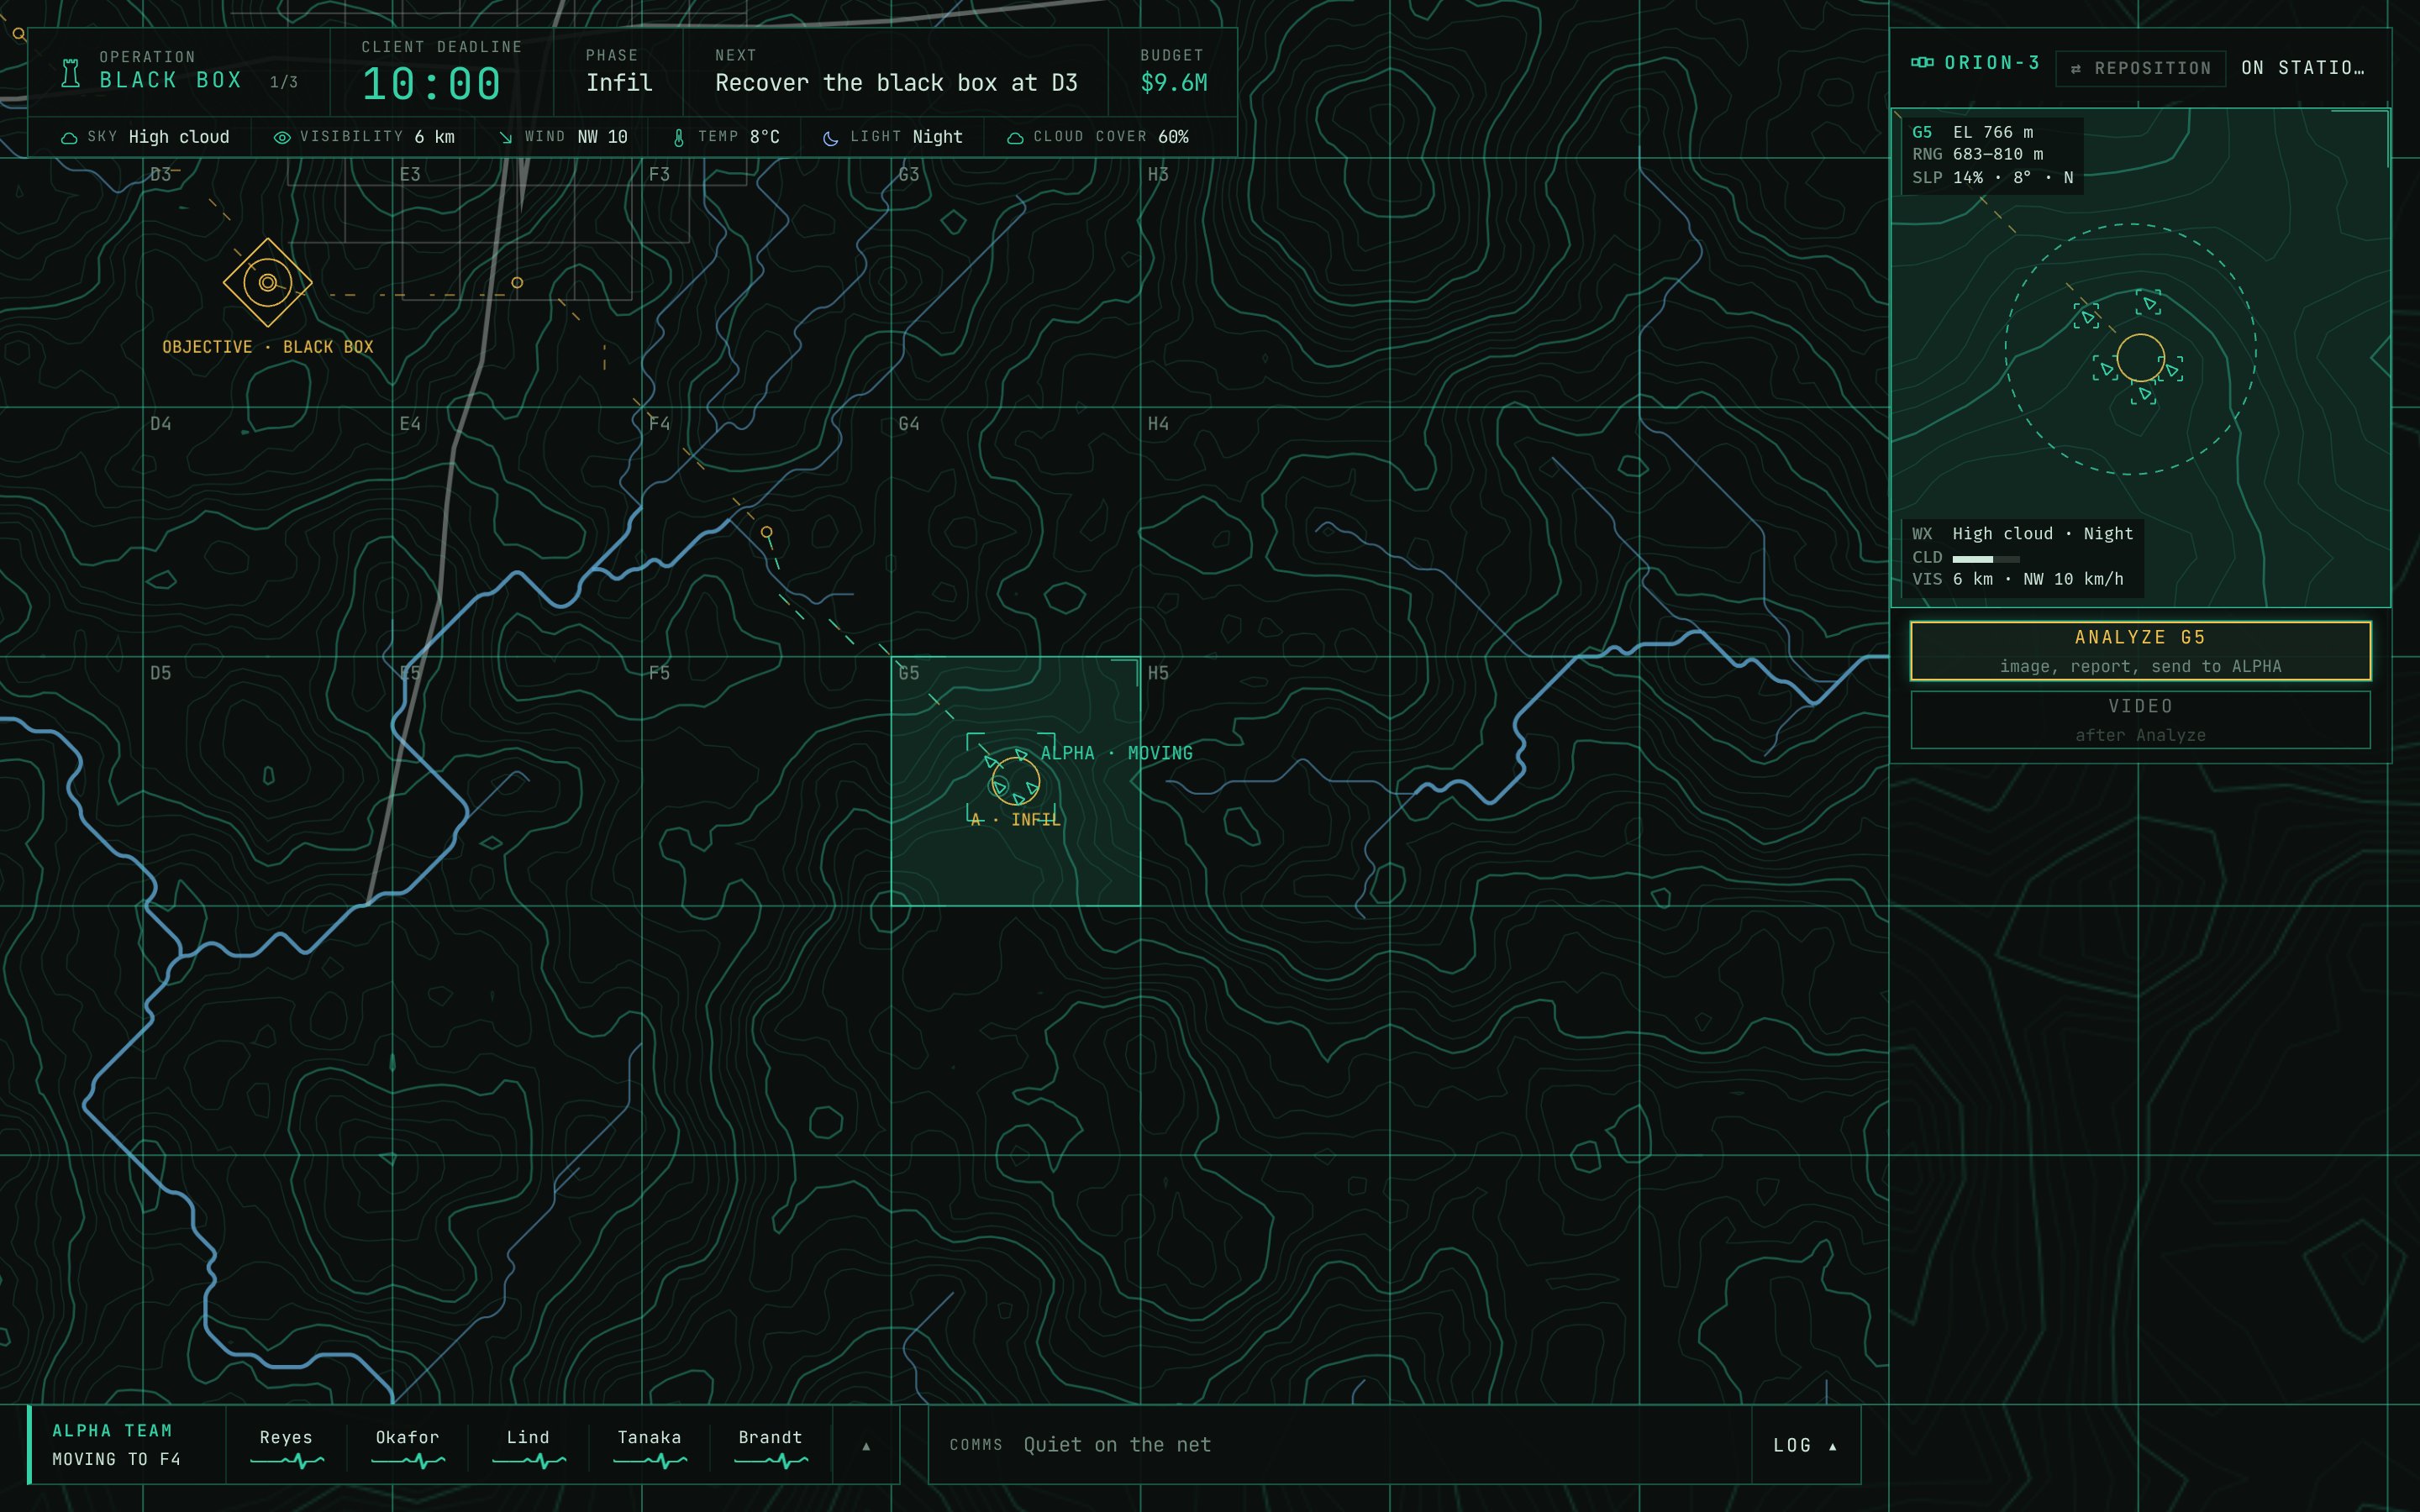 OPERATION
BLACK BOX 1/3
CLIENT DEADLINE
10:00
PHASE
Infil
NEXT
Recover the black box at D3
BUDGET
$9.6M
SKY High cloud
VISIBILITY 6 km
WIND NW 10
TEMP 8°C
LIGHT Night
CLOUD COVER 60%
ORION-3
⇄ REPOSITION
ON STATIO…
G5 EL 766 m
RNG 683–810 m
SLP 14% · 8° · N
WX High cloud · Night
CLD
VIS 6 km · NW 10 km/h
ANALYZE G5
image, report, send to ALPHA
VIDEO
after Analyze
D3 E3 F3 G3 H3
OBJECTIVE · BLACK BOX
D4 E4 F4 G4 H4
D5 E5 F5 G5 H5
ALPHA · MOVING
A · INFIL
ALPHA TEAM
MOVING TO F4
Reyes
Okafor
Lind
Tanaka
Brandt
▲
COMMS Quiet on the net
LOG ▲